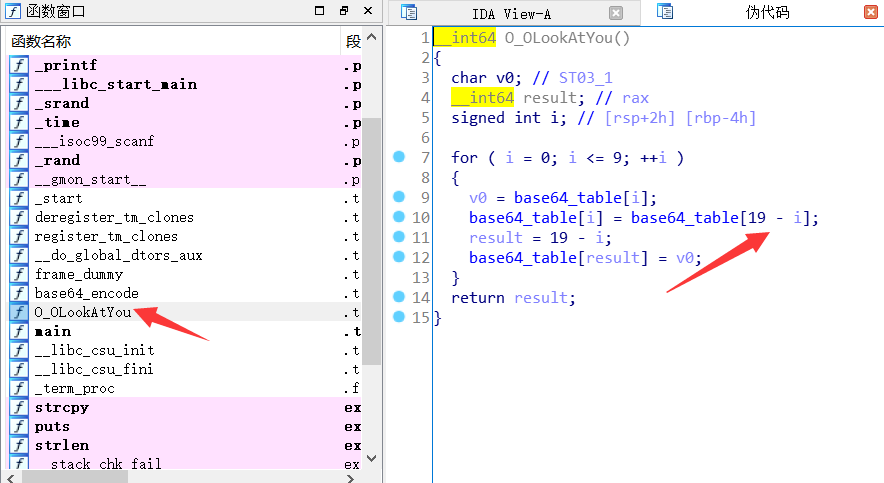 函数窗口
函数名称 段
_printf .p
___libc_start_main .p
_srand .p
_time .p
___isoc99_scanf .p
_rand .p
__gmon_start__ .p
_start .t
deregister_tm_clones .t
register_tm_clones .t
__do_global_dtors_aux .t
frame_dummy .t
base64_encode .t
O_OLookAtYou .t
main .t
__libc_csu_init .t
__libc_csu_fini .t
_term_proc .f
strcpy ex
puts ex
strlen ex
__stack_chk_fail ex
IDA View-A
伪代码
1 __int64 O_OLookAtYou()
2 {
3 char v0; // ST03_1
4 __int64 result; // rax
5 signed int i; // [rsp+2h] [rbp-4h]
6
7 for ( i = 0; i <= 9; ++i )
8 {
9 v0 = base64_table[i];
10 base64_table[i] = base64_table[19 - i];
11 result = 19 - i;
12 base64_table[result] = v0;
13 }
14 return result;
15 }